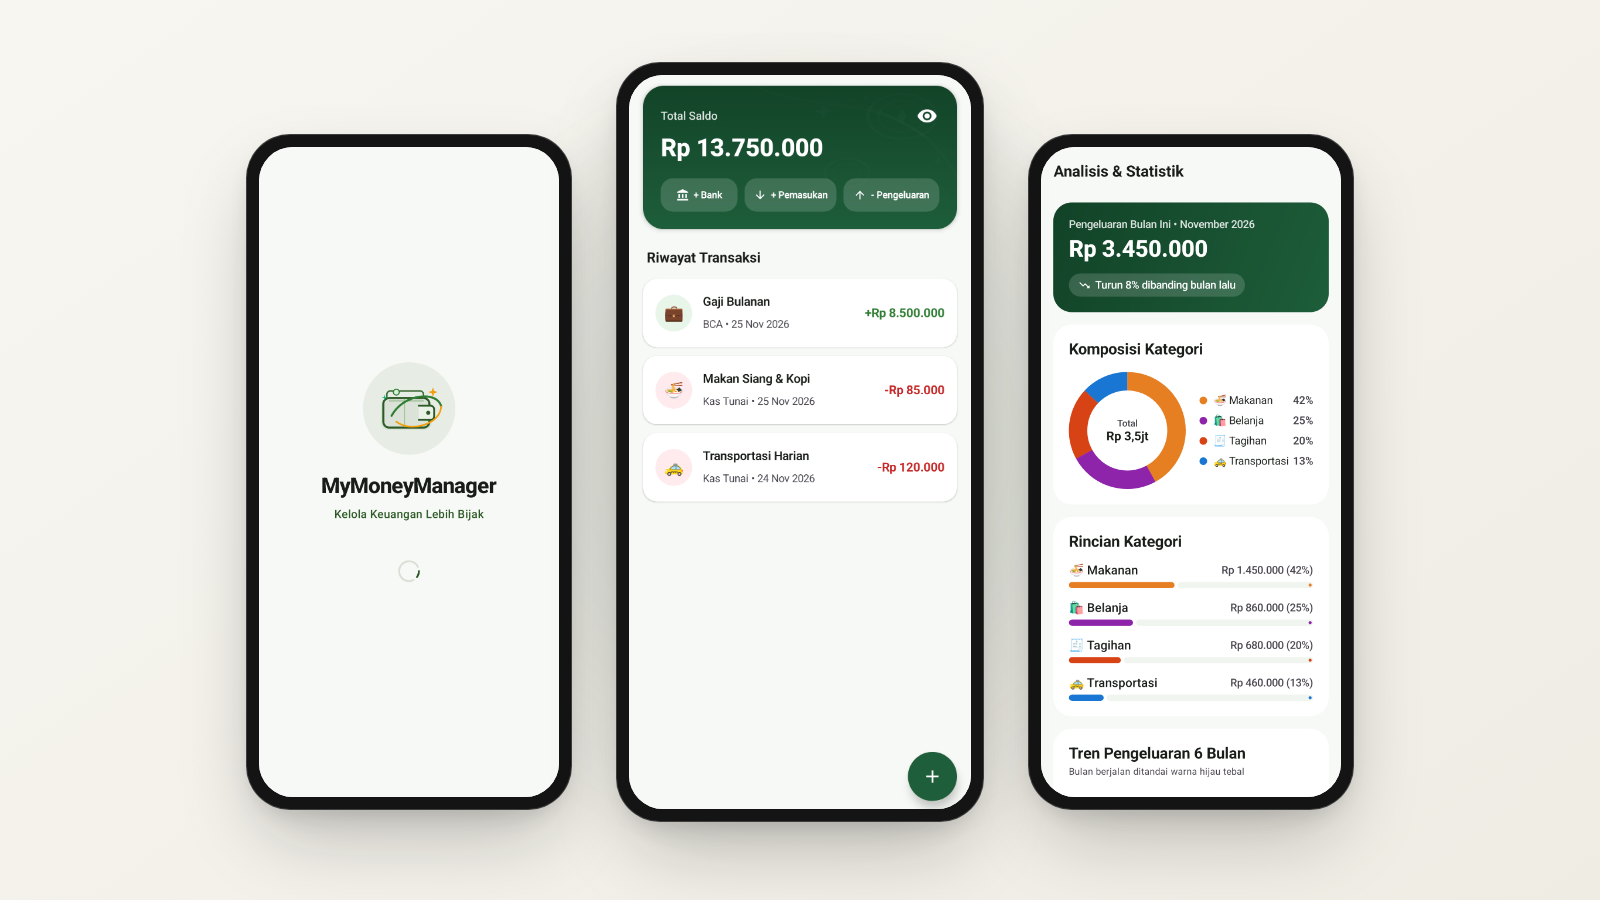 MyMoneyManager
Kelola Keuangan Lebih Bijak
Total Saldo
Rp 13.750.000
+ Bank
+ Pemasukan
- Pengeluaran
Riwayat Transaksi
Gaji Bulanan
BCA • 25 Nov 2026
+Rp 8.500.000
Makan Siang & Kopi
Kas Tunai • 25 Nov 2026
-Rp 85.000
Transportasi Harian
Kas Tunai • 24 Nov 2026
-Rp 120.000
+
Analisis & Statistik
Pengeluaran Bulan Ini • November 2026
Rp 3.450.000
Turun 8% dibanding bulan lalu
Komposisi Kategori
Total
Rp 3,5jt
Makanan 42%
Belanja 25%
Tagihan 20%
Transportasi 13%
Rincian Kategori
Makanan Rp 1.450.000 (42%)
Belanja Rp 860.000 (25%)
Tagihan Rp 680.000 (20%)
Transportasi Rp 460.000 (13%)
Tren Pengeluaran 6 Bulan
Bulan berjalan ditandai warna hijau tebal